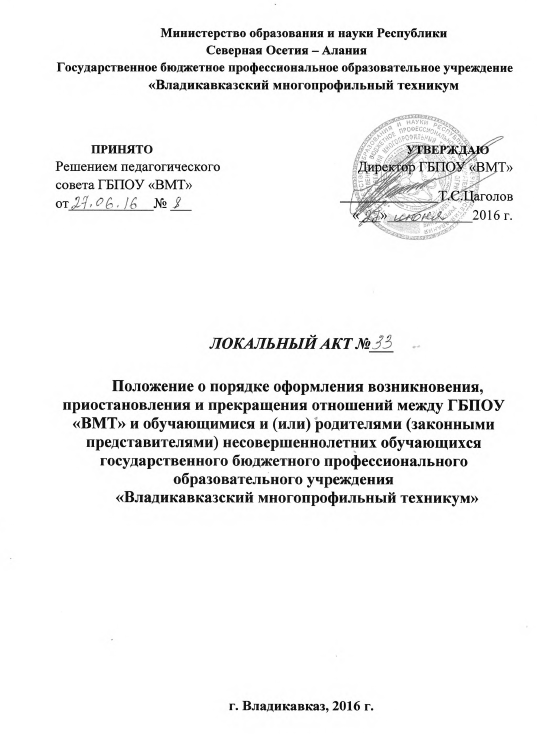 Министерство образования и науки Республики
Северная Осетия – Алания
Государственное бюджетное профессиональное образовательное учреждение
«Владикавказский многопрофильный техникум
ПРИНЯТО
Решением педагогического
совета ГБПОУ «ВМТ»
от 27.06.16 № 8
УТВЕРЖДАЮ
Директор ГБПОУ «ВМТ»
Т.С.Цаголов
« » июня 2016 г.
ЛОКАЛЬНЫЙ АКТ № 33
Положение о порядке оформления возникновения,
приостановления и прекращения отношений между ГБПОУ
«ВМТ» и обучающимися и (или) родителями (законными
представителями) несовершеннолетних обучающихся
государственного бюджетного профессионального
образовательного учреждения
«Владикавказский многопрофильный техникум»
г. Владикавказ, 2016 г.